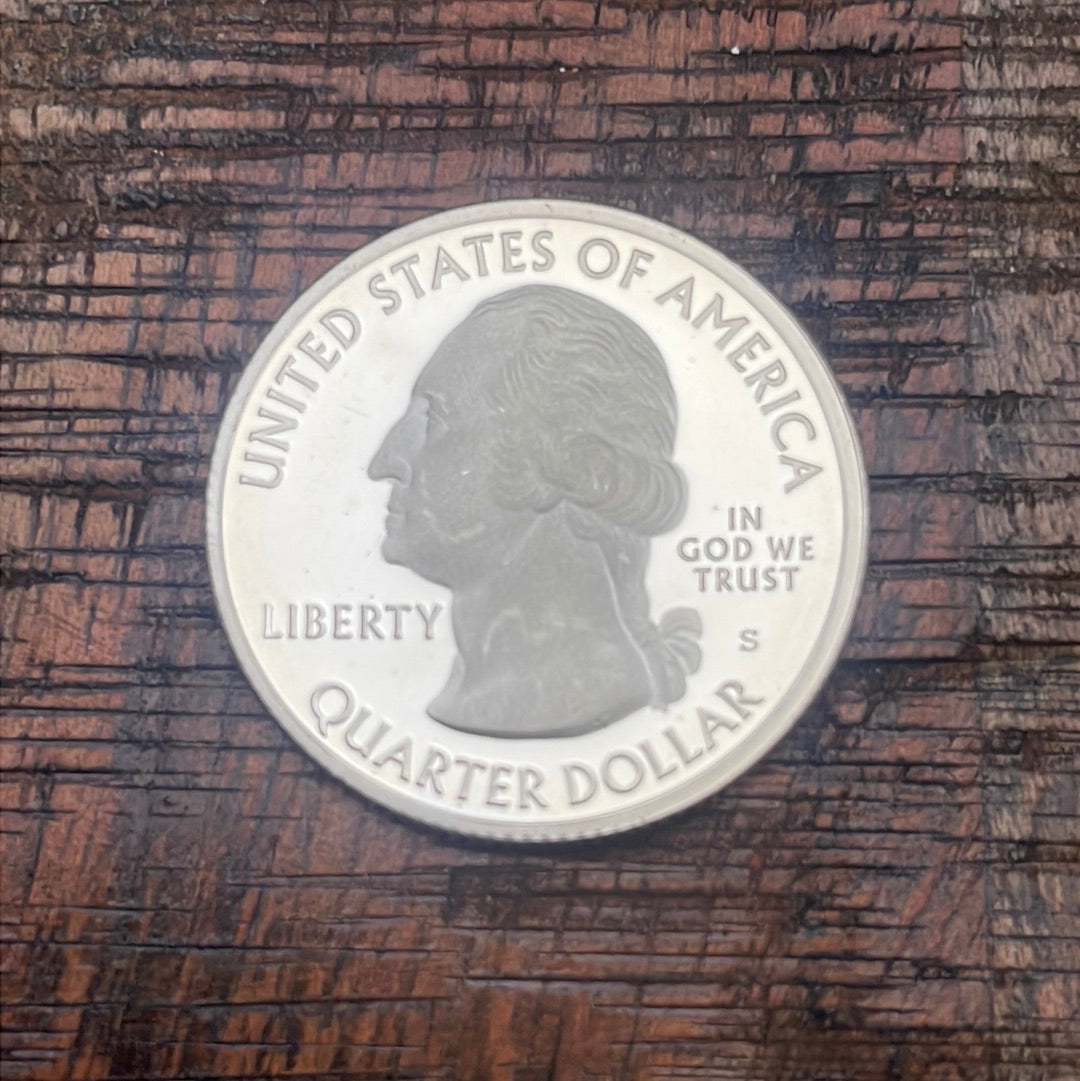 UNITED STATES OF AMERICA
IN
GOD WE
TRUST
LIBERTY
S
QUARTER DOLLAR